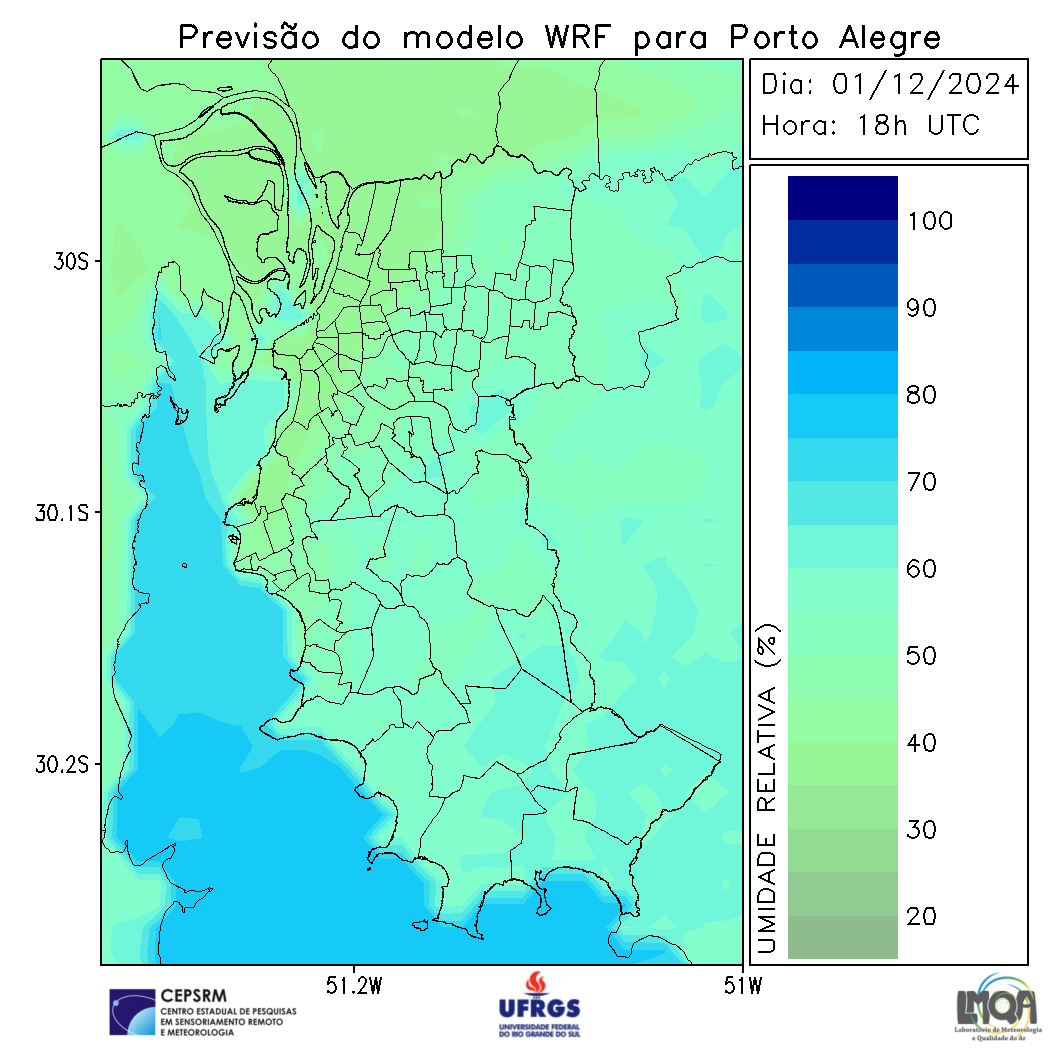 Previsão do modelo WRF para Porto Alegre
Dia: 01/12/2024
Hora: 18h UTC
30S
30.1S
30.2S
51.2W
51W
UMIDADE RELATIVA (%)
100
90
80
70
60
50
40
30
20
CEPSRM
CENTRO ESTADUAL DE PESQUISAS
EM SENSORIAMENTO REMOTO
E METEOROLOGIA
UFRGS
UNIVERSIDADE FEDERAL
DO RIO GRANDE DO SUL
LMQA
Laboratório de Meteorologia
e Qualidade do Ar